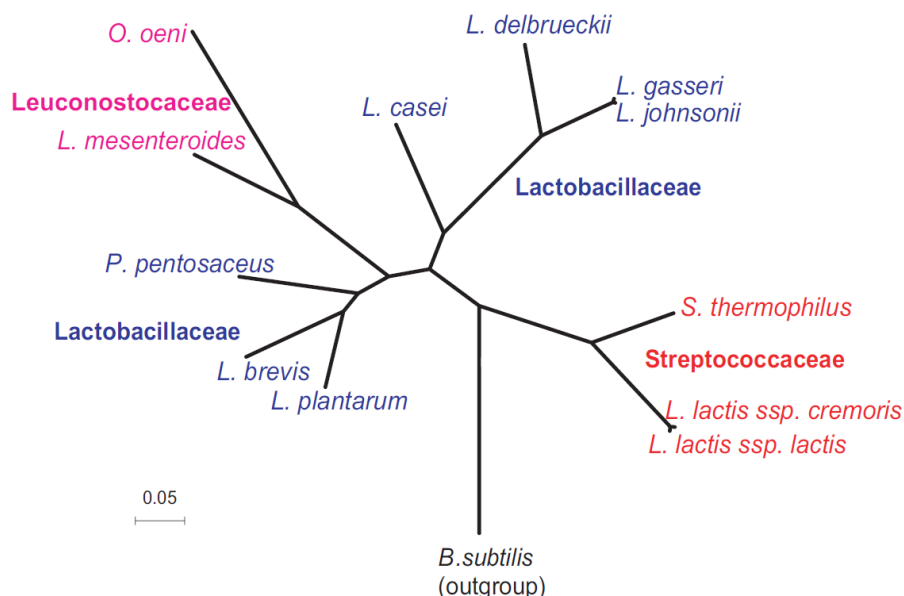 O. oeni
Leuconostocaceae
L. mesenteroides
L. casei
L. delbrueckii
L. gasseri
L. johnsonii
Lactobacillaceae
P. pentosaceus
Lactobacillaceae
L. brevis
L. plantarum
S. thermophilus
Streptococcaceae
L. lactis ssp. cremoris
L. lactis ssp. lactis
0.05
B.subtilis
(outgroup)